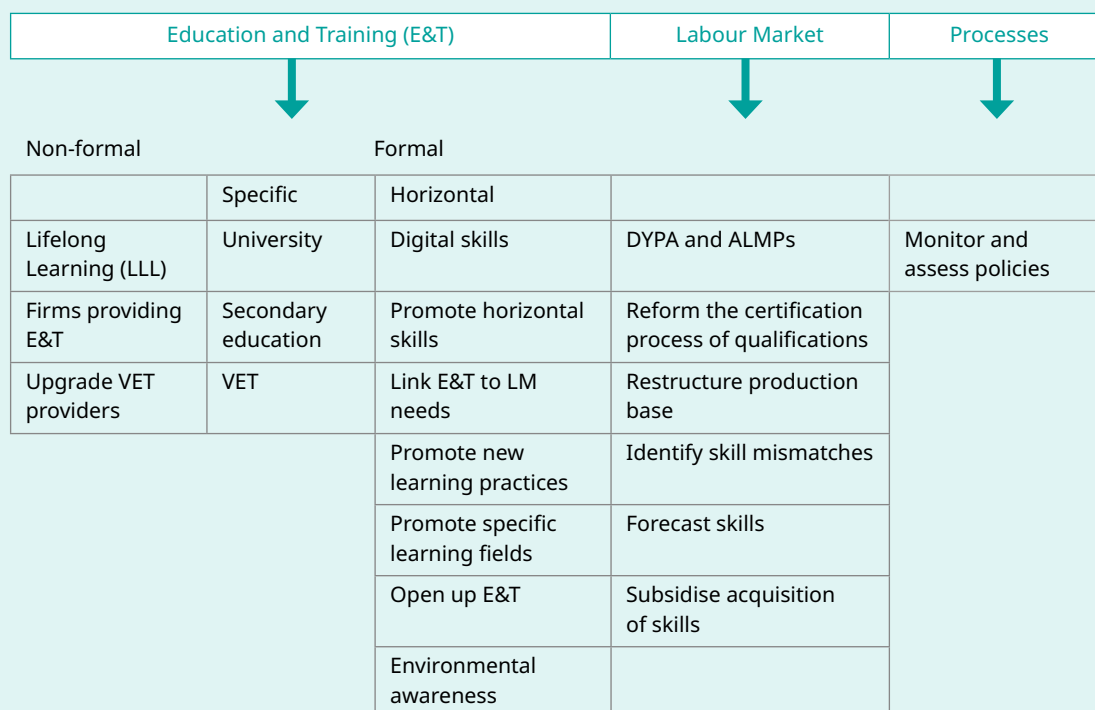 Education and Training (E&T)
Labour Market
Processes
Non-formal
Formal
Specific
Horizontal
Lifelong
Learning (LLL)
University
Digital skills
DYPA and ALMPs
Monitor and
assess policies
Firms providing
E&T
Secondary
education
Promote horizontal
skills
Reform the certification
process of qualifications
Upgrade VET
providers
VET
Link E&T to LM
needs
Restructure production
base
Promote new
learning practices
Identify skill mismatches
Promote specific
learning fields
Forecast skills
Open up E&T
Subsidise acquisition
of skills
Environmental
awareness